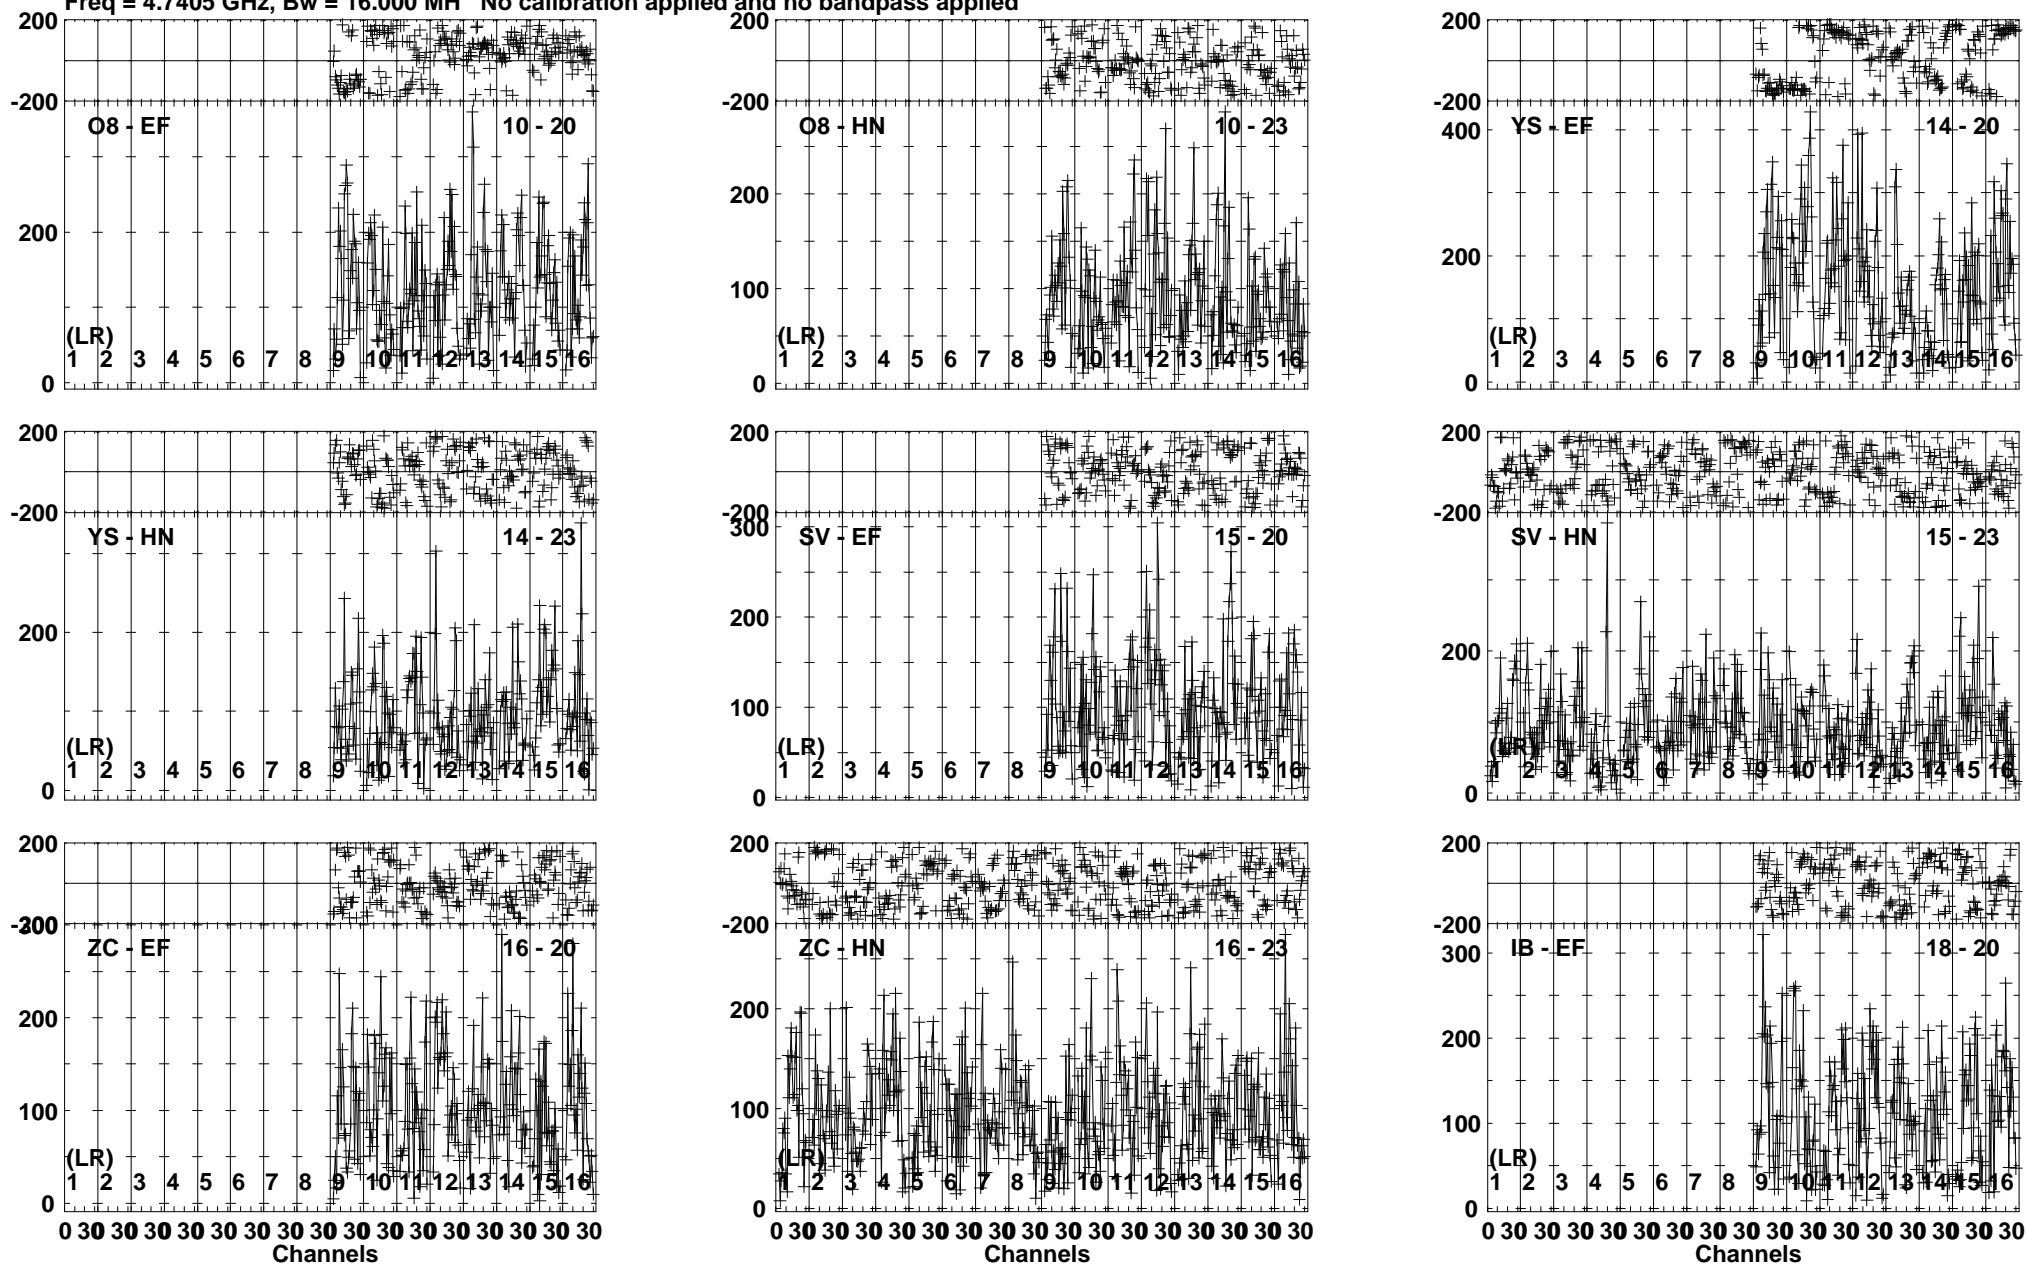 Freq = 4.7405 GHz, Bw = 16.000 MH No calibration applied and no bandpass applied
200
-200
O8 - EF 10 - 20
200
(LR)
1 2 3 4 5 6 7 8 9 10 11 12 13 14 15 16
0
200
-200
O8 - HN 10 - 23
200
100
(LR)
1 2 3 4 5 6 7 8 9 10 11 12 13 14 15 16
0
200
-200
YS - EF 14 - 20
400
200
(LR)
1 2 3 4 5 6 7 8 9 10 11 12 13 14 15 16
0
200
-200
YS - HN 14 - 23
200
(LR)
1 2 3 4 5 6 7 8 9 10 11 12 13 14 15 16
0
200
-200
300
SV - EF 15 - 20
200
100
(LR)
1 2 3 4 5 6 7 8 9 10 11 12 13 14 15 16
0
200
-200
SV - HN 15 - 23
200
(LR)
1 2 3 4 5 6 7 8 9 10 11 12 13 14 15 16
0
200
-200
300
ZC - EF 16 - 20
200
100
(LR)
1 2 3 4 5 6 7 8 9 10 11 12 13 14 15 16
0
0 30 30 30 30 30 30 30 30 30 30 30 30 30 30 30 30
Channels
200
-200
ZC - HN 16 - 23
200
100
(LR)
1 2 3 4 5 6 7 8 9 10 11 12 13 14 15 16
0
0 30 30 30 30 30 30 30 30 30 30 30 30 30 30 30 30
Channels
200
-200
IB - EF 18 - 20
300
200
100
(LR)
1 2 3 4 5 6 7 8 9 10 11 12 13 14 15 16
0
0 30 30 30 30 30 30 30 30 30 30 30 30 30 30 30 30
Channels